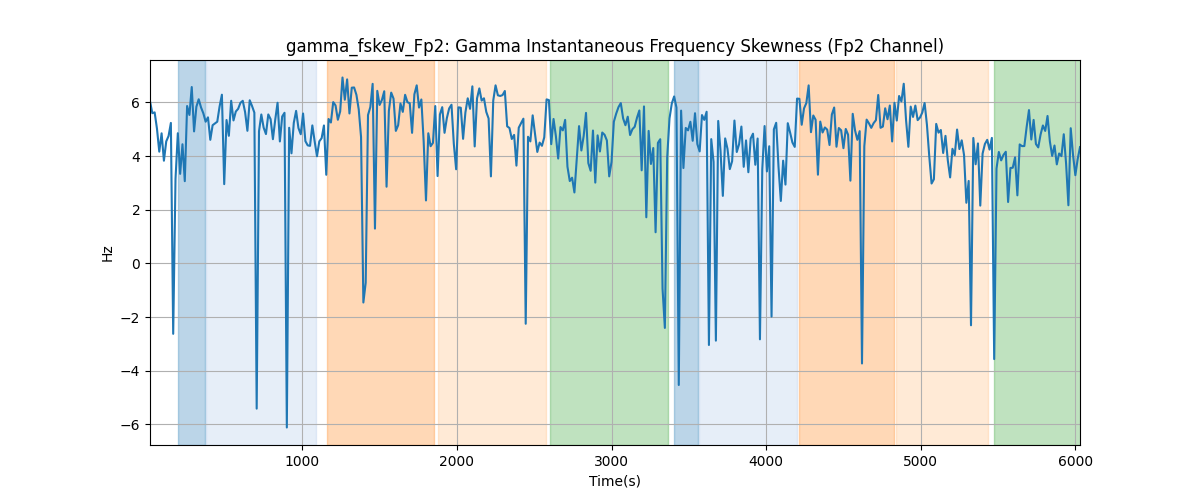 gamma_fskew_Fp2: Gamma Instantaneous Frequency Skewness (Fp2 Channel)
6
4
2
0
−2
−4
−6
Hz
1000 2000 3000 4000 5000 6000
Time(s)